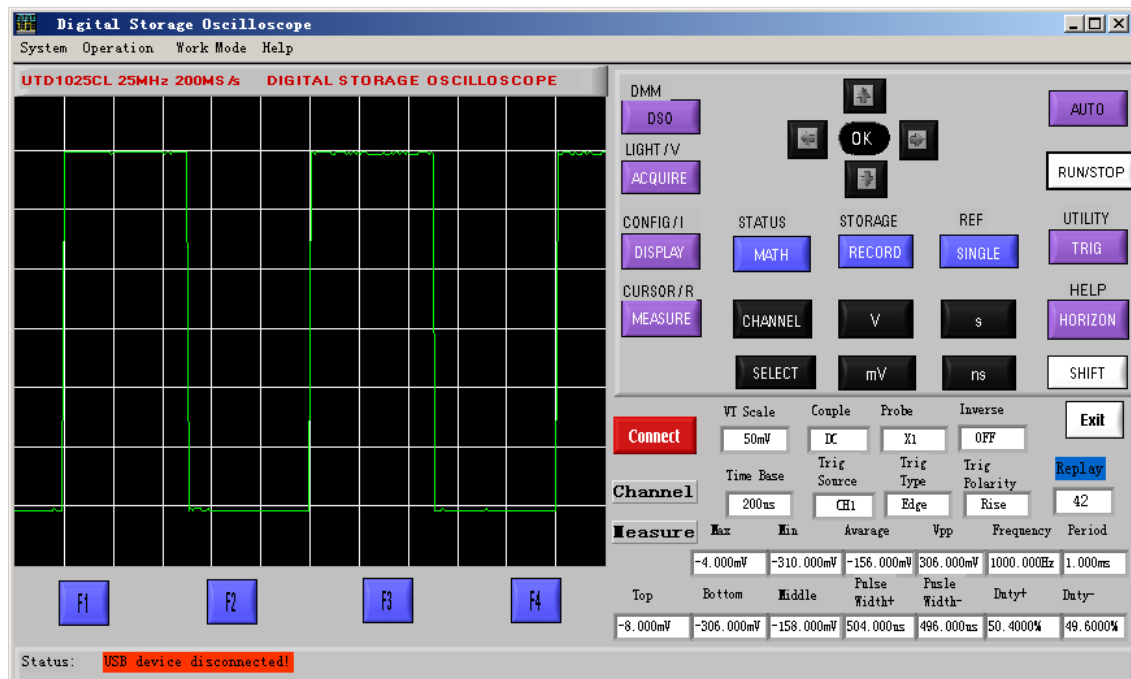 Digital Storage Oscilloscope
System Operation Work Mode Help
UTD1025CL 25MHz 200MS/s DIGITAL STORAGE OSCILLOSCOPE
DMM
DSO
AUTO
OK
LIGHT/V
ACQUIRE
RUN/STOP
CONFIG/I STATUS STORAGE REF UTILITY
DISPLAY MATH RECORD SINGLE TRIG
CURSOR/R HELP
MEASURE CHANNEL V s HORIZON
SELECT mV ns SHIFT
VT Scale Couple Probe Inverse
Connect 50mV DC X1 OFF Exit
Time Base Trig Source Trig Type Trig Polarity Replay
Channel 200us CH1 Edge Rise 42
Measure Max Min Avarage Vpp Frequency Period
-4.000mV -310.000mV -156.000mV 306.000mV 1000.000Hz 1.000ms
F1 F2 F3 F4
Top Bottom Middle Pulse Width+ Pusle Width- Duty+ Duty-
-8.000mV -306.000mV -158.000mV 504.000us 496.000us 50.4000% 49.6000%
Status: USB device disconnected!